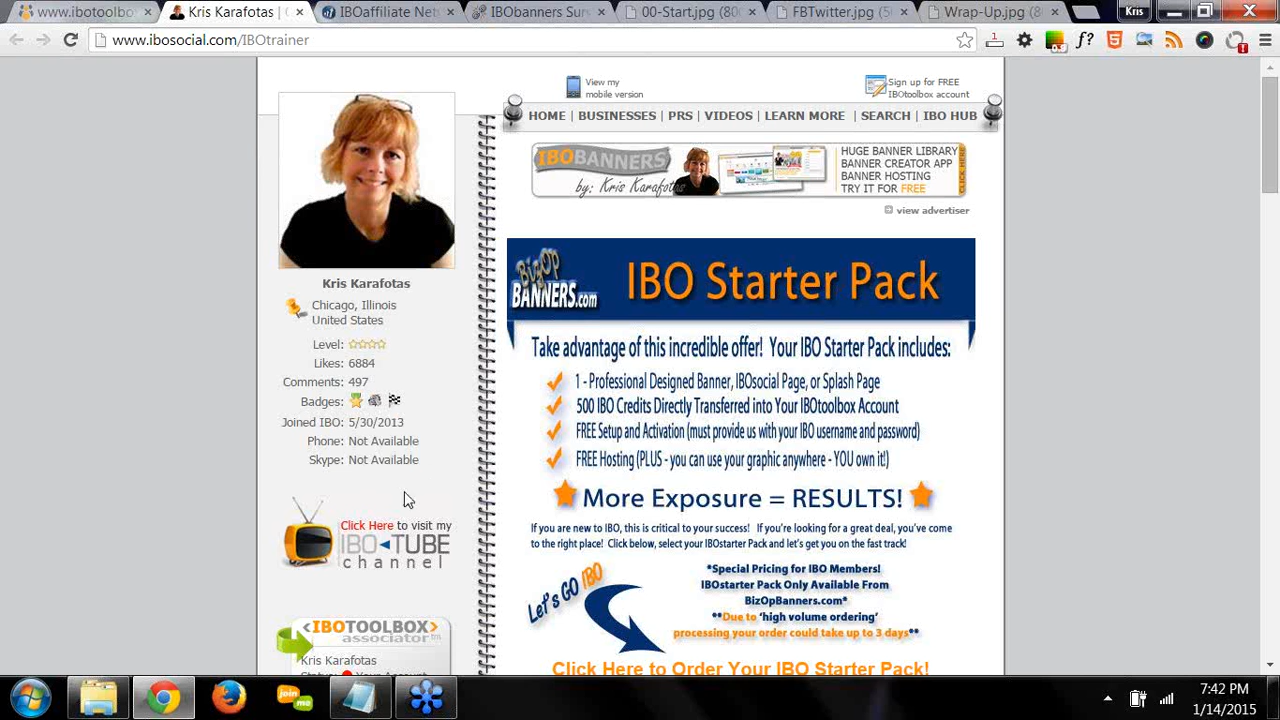 www.ibotoolbo
Kris Karafotas |
IBOaffiliate Net
IBObanners Sur
00-Start.jpg (80
FBTwitter.jpg (5
Wrap-Up.jpg (8
Kris
www.ibosocial.com/IBOtrainer
View my
mobile version
Sign up for FREE
IBOtoolbox account
HOME | BUSINESSES | PRS | VIDEOS | LEARN MORE | SEARCH | IBO HUB
IBOBANNERS
by: Kris Karafotas
HUGE BANNER LIBRARY
BANNER CREATOR APP
BANNER HOSTING
TRY IT FOR FREE
CLICK HERE
view advertiser
BizOp
BANNERS.com
IBO Starter Pack
Take advantage of this incredible offer! Your IBO Starter Pack includes:
1 - Professional Designed Banner, IBOsocial Page, or Splash Page
500 IBO Credits Directly Transferred into Your IBOtoolbox Account
FREE Setup and Activation (must provide us with your IBO username and password)
FREE Hosting (PLUS - you can use your graphic anywhere - YOU own it!)
More Exposure = RESULTS!
If you are new to IBO, this is critical to your success! If you're looking for a great deal, you've come
to the right place! Click below, select your IBOstarter Pack and let's get you on the fast track!
Let's GO IBO
*Special Pricing for IBO Members!
IBOstarter Pack Only Available From
BizOpBanners.com*
**Due to 'high volume ordering'
processing your order could take up to 3 days**
Click Here to Order Your IBO Starter Pack!
Kris Karafotas
Chicago, Illinois
United States
Level:
Likes: 6884
Comments: 497
Badges:
Joined IBO: 5/30/2013
Phone: Not Available
Skype: Not Available
Click Here to visit my
IBO TUBE
channel
<IBOTOOLBOX>
associator™
Kris Karafotas
join
me
7:42 PM
1/14/2015